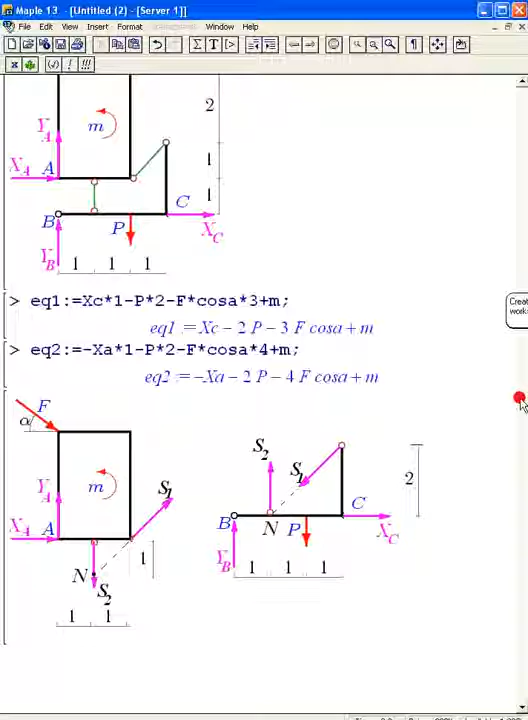 Maple 13 - [Untitled (2) - [Server 1]]
File Edit View Insert Format Window Help
2
Y_A
m
X_A A
1
1
B P C
X_C
Y_B
1 1 1
> eq1:=Xc*1-P*2-F*cosa*3+m;
eq1 := Xc - 2 P - 3 F cosa + m
> eq2:=-Xa*1-P*2-F*cosa*4+m;
eq2 := -Xa - 2 P - 4 F cosa + m
Creat
works
F
α
Y_A
m
S_1
X_A A
N 1
S_2
1 1
S_2
S_1
2
B N P C
X_C
Y_B
1 1 1